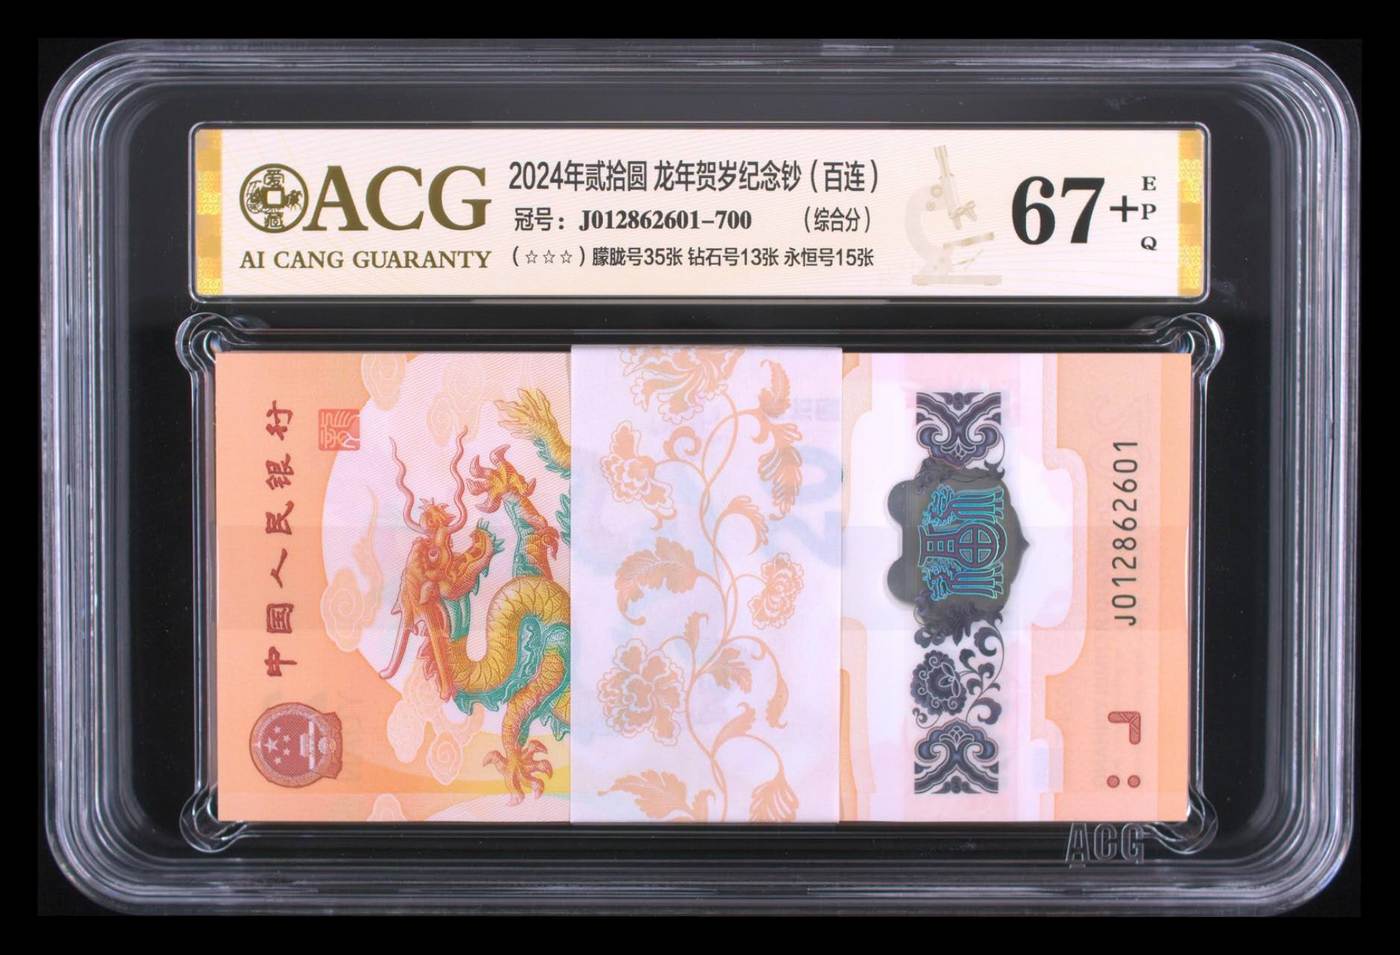 ACG
AI CANG GUARANTY
2024年贰拾圆 龙年贺岁纪念钞（百连）
冠号：J012862601-700 （综合分）
（☆☆☆）朦胧号35张 钻石号13张 永恒号15张
67+
EPQ
中国人民银行
J012862601
ACG